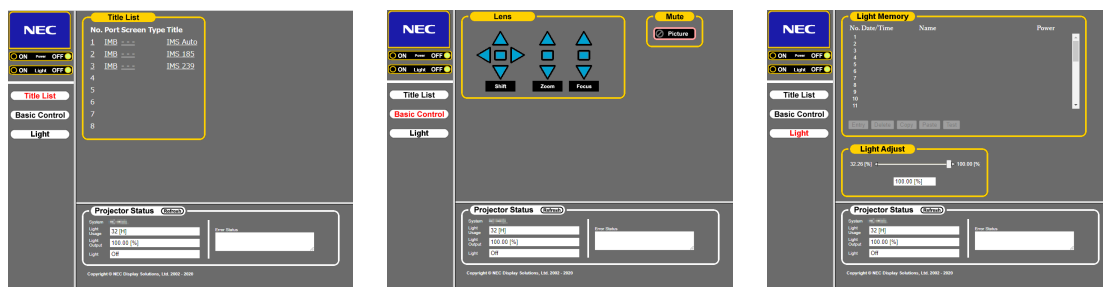 NEC
ON Power OFF
ON Light OFF
Title List
Basic Control
Light
Title List
No. Port Screen Type Title
1 IMB - - - IMS Auto
2 IMB - - - IMS 185
3 IMB - - - IMS 239
4
5
6
7
8
Projector Status Refresh
System
Light Usage 32 [H]
Light Output 100.00 [%]
Light Off
Error Status
Copyright © NEC Display Solutions, Ltd. 2002 - 2020
NEC
ON Power OFF
ON Light OFF
Title List
Basic Control
Light
Lens
Shift Zoom Focus
Mute
Picture
Projector Status Refresh
System
Light Usage 32 [H]
Light Output 100.00 [%]
Light Off
Error Status
Copyright © NEC Display Solutions, Ltd. 2002 - 2020
NEC
ON Power OFF
ON Light OFF
Title List
Basic Control
Light
Light Memory
No. Date/Time Name Power
1
2
3
4
5
6
7
8
9
10
11
Light Adjust
32.26 [%] 100.00 [%]
100.00 [%]
Projector Status Refresh
System
Light Usage 32 [H]
Light Output 100.00 [%]
Light Off
Error Status
Copyright © NEC Display Solutions, Ltd. 2002 - 2020